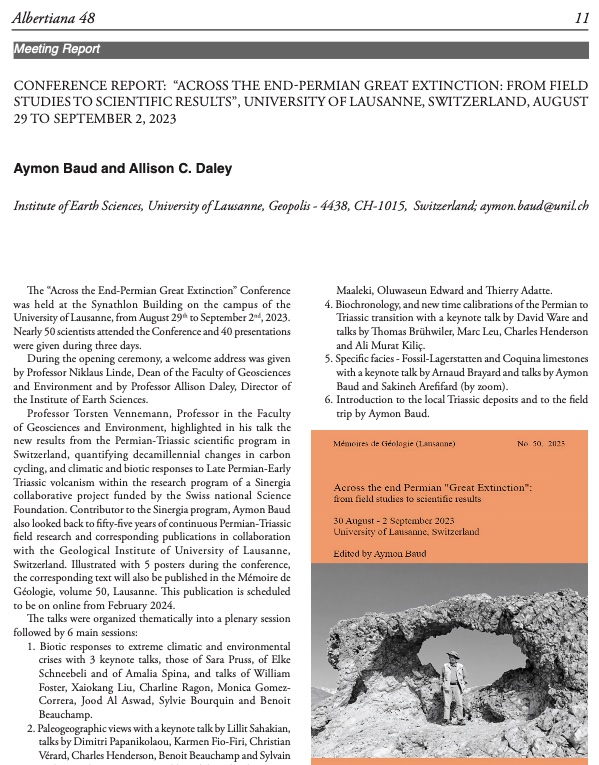 Albertiana 48
11
Meeting Report
CONFERENCE REPORT: “ACROSS THE END-PERMIAN GREAT EXTINCTION: FROM FIELD
STUDIES TO SCIENTIFIC RESULTS”, UNIVERSITY OF LAUSANNE, SWITZERLAND, AUGUST
29 TO SEPTEMBER 2, 2023
Aymon Baud and Allison C. Daley
Institute of Earth Sciences, University of Lausanne, Geopolis - 4438, CH-1015, Switzerland; aymon.baud@unil.ch
The “Across the End-Permian Great Extinction” Conference
was held at the Synathlon Building on the campus of the
University of Lausanne, from August 29th to September 2nd, 2023.
Nearly 50 scientists attended the Conference and 40 presentations
were given during three days.
During the opening ceremony, a welcome address was given
by Professor Niklaus Linde, Dean of the Faculty of Geosciences
and Environment and by Professor Allison Daley, Director of
the Institute of Earth Sciences.
Professor Torsten Vennemann, Professor in the Faculty
of Geosciences and Environment, highlighted in his talk the
new results from the Permian-Triassic scientific program in
Switzerland, quantifying decamillennial changes in carbon
cycling, and climatic and biotic responses to Late Permian-Early
Triassic volcanism within the research program of a Sinergia
collaborative project funded by the Swiss national Science
Foundation. Contributor to the Sinergia program, Aymon Baud
also looked back to fifty-five years of continuous Permian-Triassic
field research and corresponding publications in collaboration
with the Geological Institute of University of Lausanne,
Switzerland. Illustrated with 5 posters during the conference,
the corresponding text will also be published in the Mémoire de
Géologie, volume 50, Lausanne. This publication is scheduled
to be on online from February 2024.
The talks were organized thematically into a plenary session
followed by 6 main sessions:
1. Biotic responses to extreme climatic and environmental
crises with 3 keynote talks, those of Sara Pruss, of Elke
Schneebeli and of Amalia Spina, and talks of William
Foster, Xaiokang Liu, Charline Ragon, Monica Gomez-
Correra, Jood Al Aswad, Sylvie Bourquin and Benoit
Beauchamp.
2. Paleogeographic views with a keynote talk by Lillit Sahakian,
talks by Dimitri Papanikolaou, Karmen Fio-Firi, Christian
Vérard, Charles Henderson, Benoit Beauchamp and Sylvain
Maaleki, Oluwaseun Edward and Thierry Adatte.
4. Biochronology, and new time calibrations of the Permian to
Triassic transition with a keynote talk by David Ware and
talks by Thomas Brühwiler, Marc Leu, Charles Henderson
and Ali Murat Kiliç.
5. Specific facies - Fossil-Lagerstatten and Coquina limestones
with a keynote talk by Arnaud Brayard and talks by Aymon
Baud and Sakineh Arefifard (by zoom).
6. Introduction to the local Triassic deposits and to the field
trip by Aymon Baud.
Mémoires de Géologie (Lausanne)
No. 50, 2023
Across the end Permian "Great Extinction":
from field studies to scientific results
30 August - 2 September 2023
University of Lausanne, Switzerland
Edited by Aymon Baud